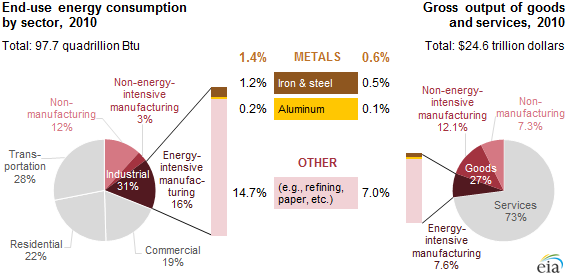 End-use energy consumption
by sector, 2010
Total: 97.7 quadrillion Btu
Gross output of goods
and services, 2010
Total: $24.6 trillion dollars
1.4%
METALS
0.6%
1.2%
Iron & steel
0.5%
0.2%
Aluminum
0.1%
OTHER
14.7%
(e.g., refining,
paper, etc.)
7.0%
Non-energy-
intensive
manufacturing
3%
Non-
manufacturing
12%
Trans-
portation
28%
Industrial
31%
Energy-
intensive
manufac-
turing
16%
Residential
22%
Commercial
19%
Non-energy-
intensive
manufacturing
12.1%
Non-
manufacturing
7.3%
Goods
27%
Services
73%
Energy-
intensive
manufacturing
7.6%
eia